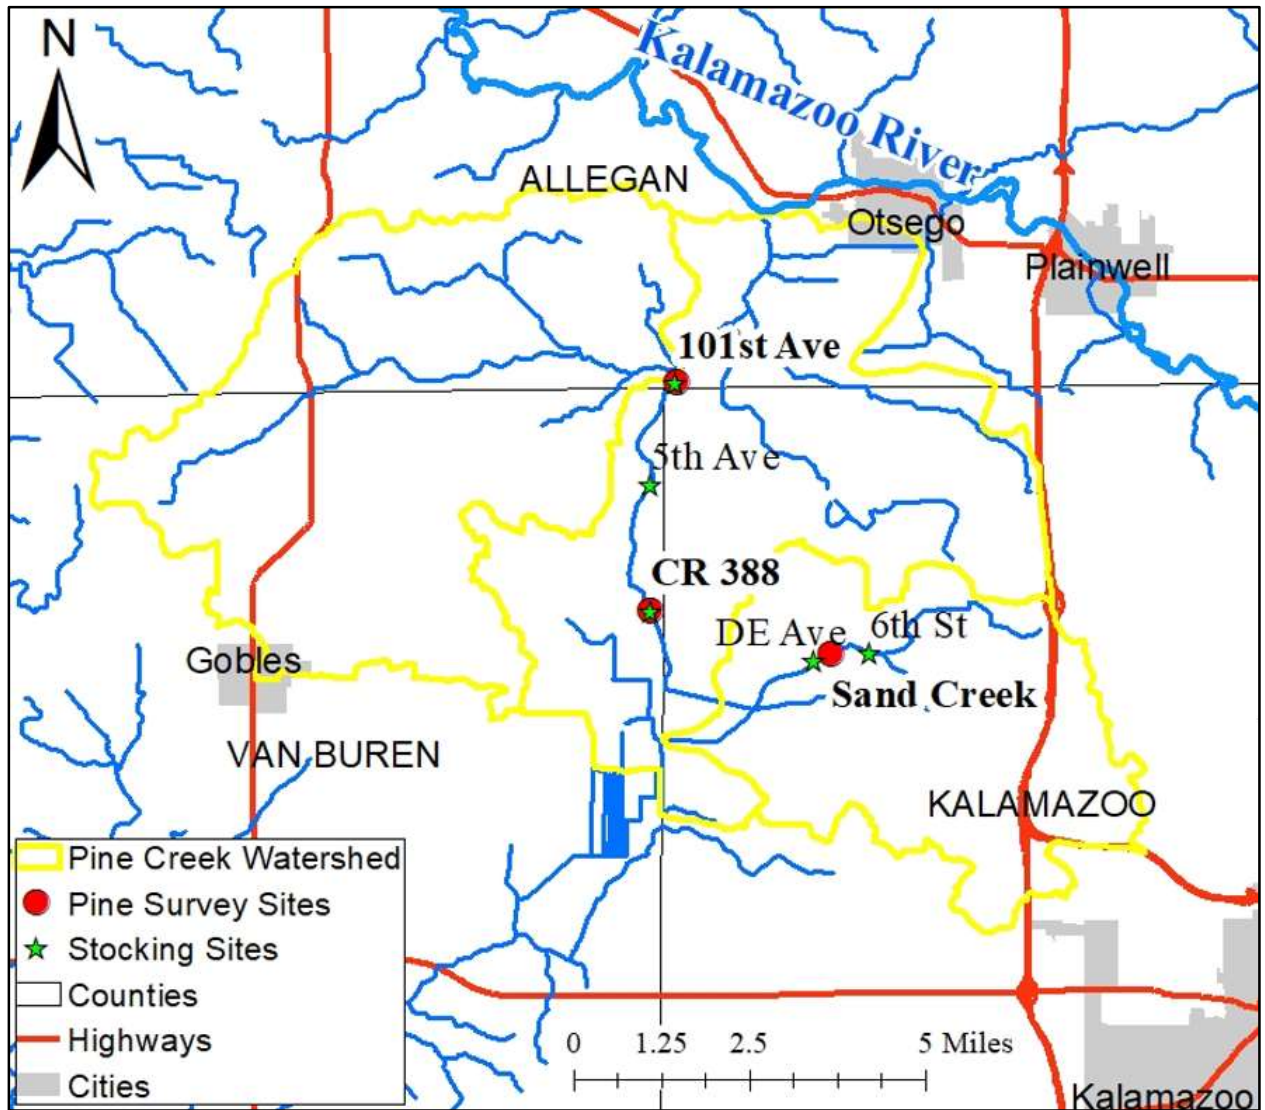 N
Kalamazoo River
ALLEGAN
Otsego
Plainwell
101st Ave
5th Ave
CR 388
DE Ave
6th St
Gobles
Sand Creek
VAN BUREN
KALAMAZOO
Pine Creek Watershed
Pine Survey Sites
Stocking Sites
Counties
Highways
Cities
0 1.25 2.5 5 Miles
Kalamazoo